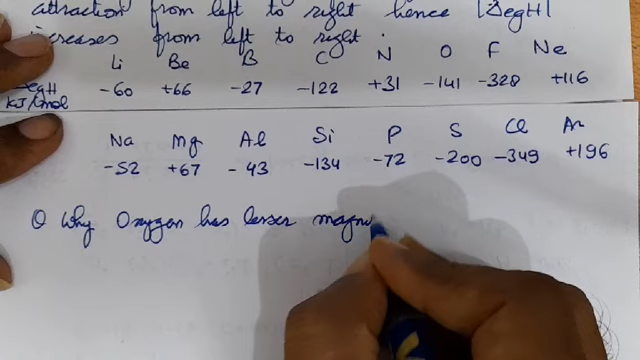 attraction from left to right hence |ΔegH|
increases from left to right.
Li Be B C N O F Ne
ΔegH -60 +66 -27 -122 +31 -141 -328 +116
KJ/mol
Na Mg Al Si P S Cl Ar
-52 +67 -43 -134 -72 -200 -349 +196
Q Why Oxygen has lesser magni